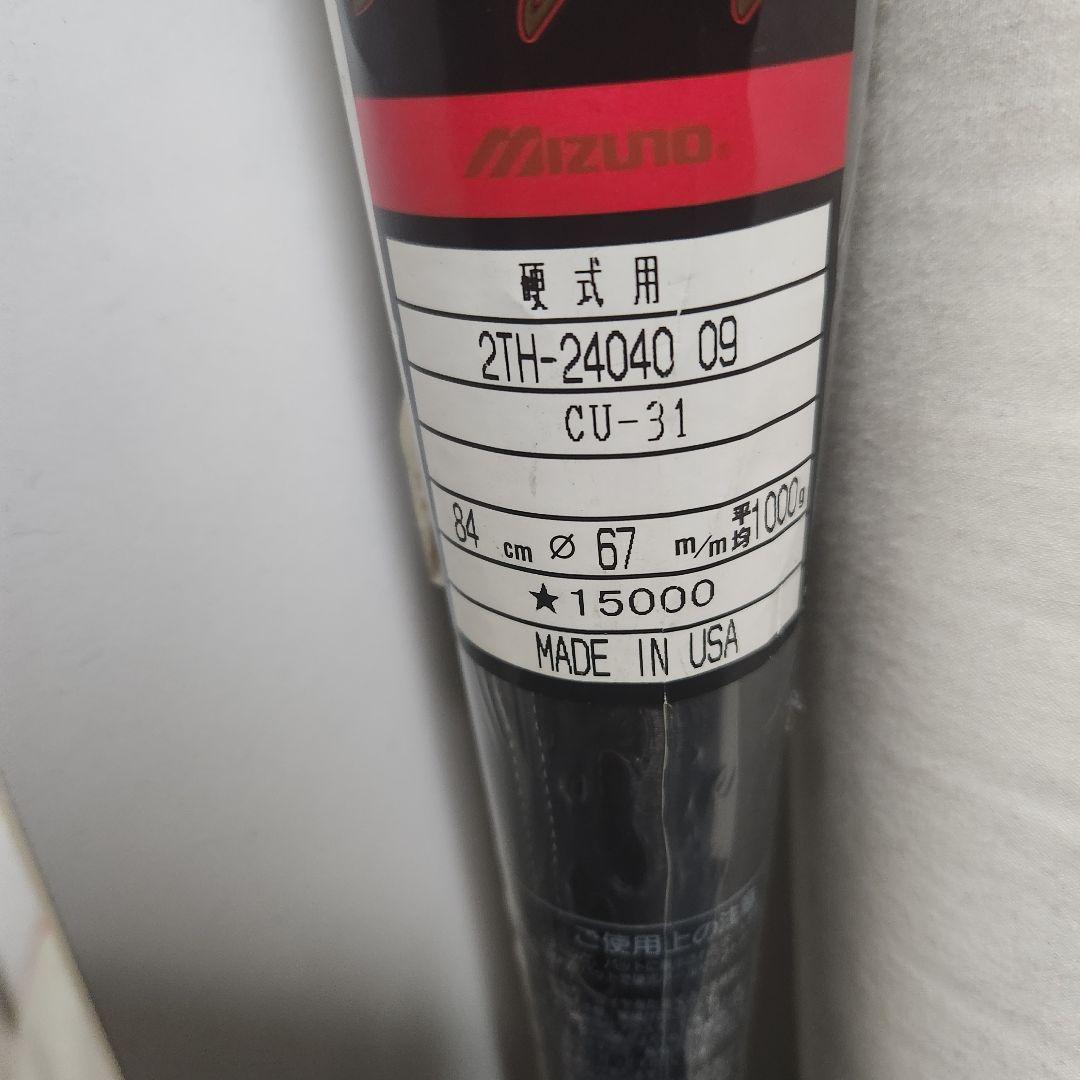 MIZUNO
硬式用
2TH-24040 09
CU-31
84 cm ∅ 67 m/m 平均1000g
★15000
MADE IN USA
ご使用上の注意